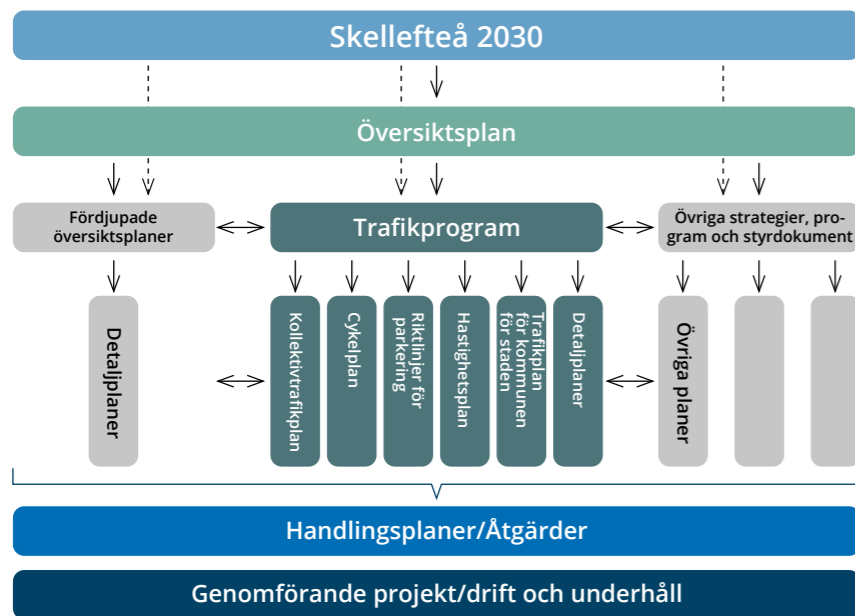 Skellefteå 2030
Översiktsplan
Fördjupade
översiktsplaner
Trafikprogram
Övriga strategier, pro-
gram och styrdokument
Detaljplaner
Kollektivtrafikplan
Cykelplan
Riktlinjer för
parkering
Hastighetsplan
Trafikplan
för kommunen
för staden
Detaljplaner
Övriga planer
Handlingsplaner/Åtgärder
Genomförande projekt/drift och underhåll